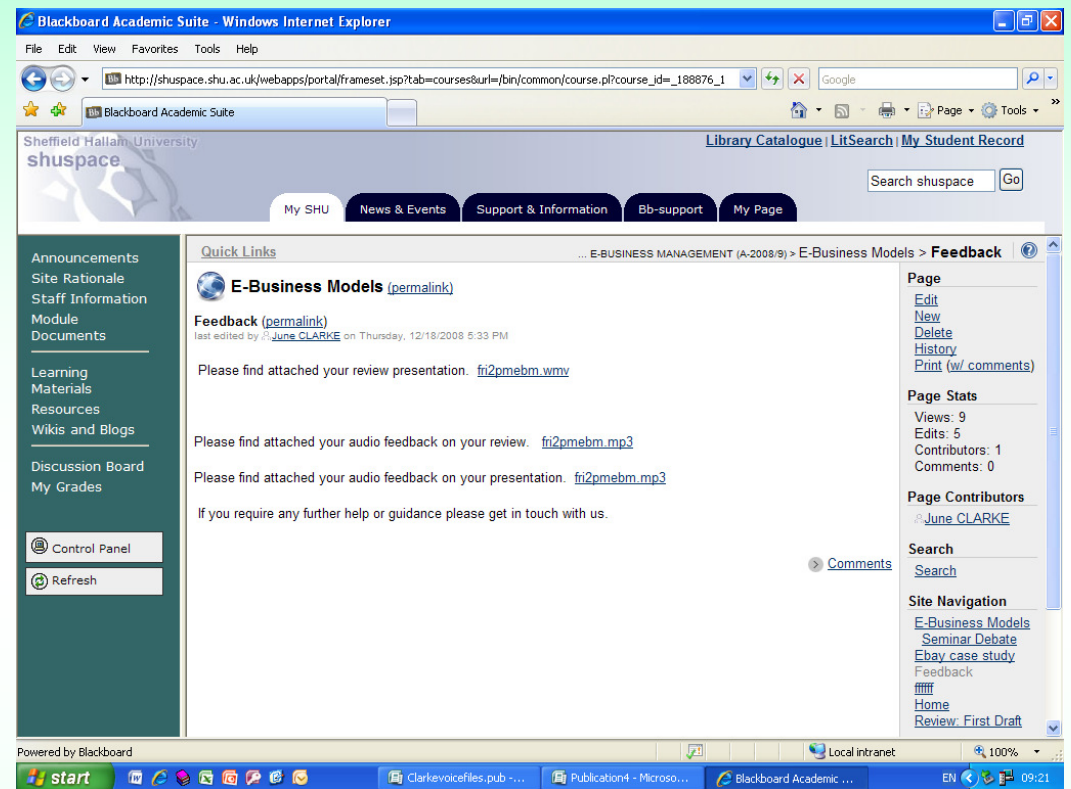 Blackboard Academic Suite - Windows Internet Explorer
File Edit View Favorites Tools Help
http://shuspace.shu.ac.uk/webapps/portal/frameset.jsp?tab=courses&url=/bin/common/course.pl?course_id=_188876_1
Google
Blackboard Academic Suite
Page Tools
Sheffield Hallam University
shuspace
Library Catalogue | LitSearch | My Student Record
Search shuspace Go
My SHU News & Events Support & Information Bb-support My Page
Announcements
Site Rationale
Staff Information
Module
Documents
Learning
Materials
Resources
Wikis and Blogs
Discussion Board
My Grades
Control Panel
Refresh
Quick Links
... E-BUSINESS MANAGEMENT (A-2008/9) > E-Business Models > Feedback
E-Business Models (permalink)
Feedback (permalink)
last edited by June CLARKE on Thursday, 12/18/2008 5:33 PM
Please find attached your review presentation. fri2pmebm.wmv
Please find attached your audio feedback on your review. fri2pmebm.mp3
Please find attached your audio feedback on your presentation. fri2pmebm.mp3
If you require any further help or guidance please get in touch with us.
Comments
Page
Edit
New
Delete
History
Print (w/ comments)
Page Stats
Views: 9
Edits: 5
Contributors: 1
Comments: 0
Page Contributors
June CLARKE
Search
Search
Site Navigation
E-Business Models
Seminar Debate
Ebay case study
Feedback
ffffff
Home
Review: First Draft
Powered by Blackboard
Local intranet
100%
start
Clarkevoicefiles.pub -...
Publication4 - Microso...
Blackboard Academic ...
EN
09:21